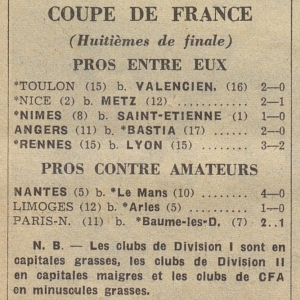 COUPE DE FRANCE
(Huitièmes de finale)
PROS ENTRE EUX
*TOULON (15) b. VALENCIEN. (16) 2—0
*NICE (2) b. METZ (12) ........... 2—1
*NIMES (8) b. SAINT-ETIENNE (1) 1—0
ANGERS (11) b. *BASTIA (17) .... 2—0
*RENNES (15) b. LYON (15) ...... 3—2
PROS CONTRE AMATEURS
NANTES (5) b. *Le Mans (10) ....... 4—0
LIMOGES (12) b. *Arles (5) ........ 1—0
PARIS-N. (11) b. *Baume-les-D. (7) 2..1
N. B. — Les clubs de Division I sont en
capitales grasses, les clubs de Division II
en capitales maigres et les clubs de CFA
en minuscules grasses.